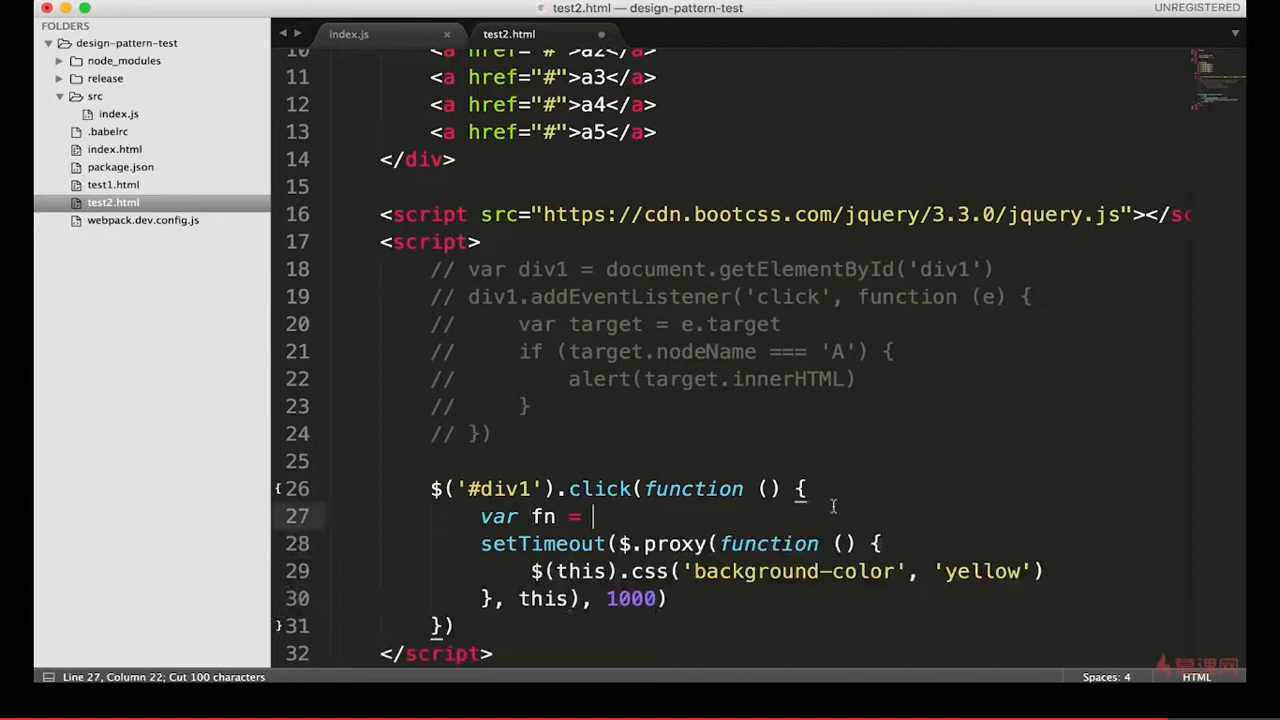 test2.html — design-pattern-test
UNREGISTERED
FOLDERS
design-pattern-test
node_modules
release
src
index.js
.babelrc
index.html
package.json
test1.html
test2.html
webpack.dev.config.js
index.js ×
test2.html
10 <a href="#">a2</a>
11 <a href="#">a3</a>
12 <a href="#">a4</a>
13 <a href="#">a5</a>
14 </div>
15
16 <script src="https://cdn.bootcss.com/jquery/3.3.0/jquery.js"></sc
17 <script>
18 // var div1 = document.getElementById('div1')
19 // div1.addEventListener('click', function (e) {
20 // var target = e.target
21 // if (target.nodeName === 'A') {
22 // alert(target.innerHTML)
23 // }
24 // })
25
26 $('#div1').click(function () {
27 var fn =
28 setTimeout($.proxy(function () {
29 $(this).css('background-color', 'yellow')
30 }, this), 1000)
31 })
32 </script>
慕课网
Line 27, Column 22; Cut 100 characters
Spaces: 4
HTML